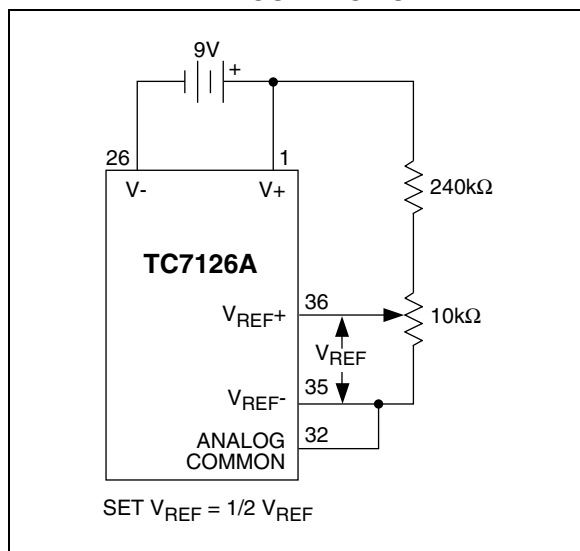 9V
+
26
1
V-
V+
240kΩ
TC7126A
36
VREF+
10kΩ
VREF
35
VREF-
32
ANALOG
COMMON
SET VREF = 1/2 VREF